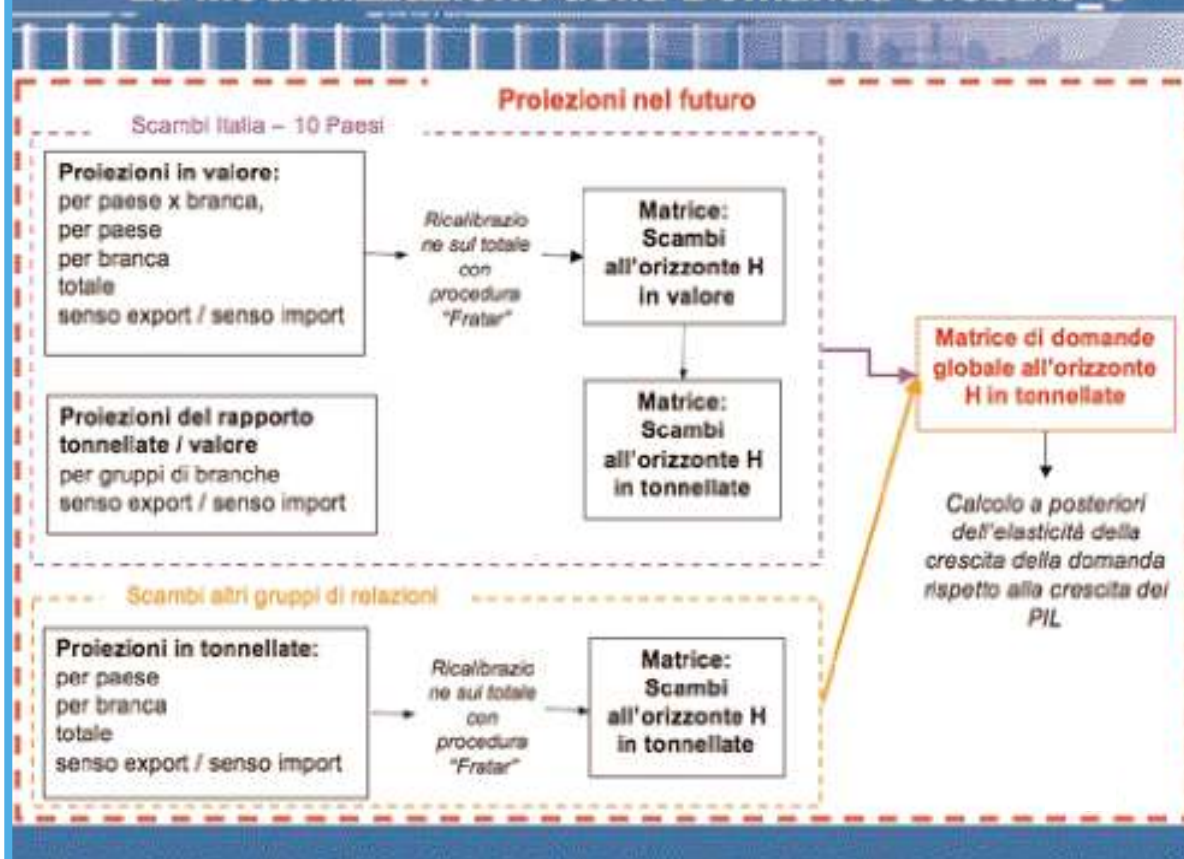 Proiezioni nel futuro
Scambi Italia – 10 Paesi
Proiezioni in valore:
per paese x branca,
per paese
per branca
totale
senso export / senso import
Ricalibrazio
ne sul totale
con
procedura
"Fratar"
Matrice:
Scambi
all'orizzonte H
in valore
Proiezioni del rapporto
tonnellate / valore
per gruppi di branche
senso export / senso import
Matrice:
Scambi
all'orizzonte H
in tonnellate
Matrice di domande
globale all'orizzonte
H in tonnellate
Calcolo a posteriori
dell'elasticità della
crescita della domanda
rispetto alla crescita del
PIL
Scambi altri gruppi di relazioni
Proiezioni in tonnellate:
per paese
per branca
totale
senso export / senso import
Ricalibrazio
ne sul totale
con
procedura
"Fratar"
Matrice:
Scambi
all'orizzonte H
in tonnellate